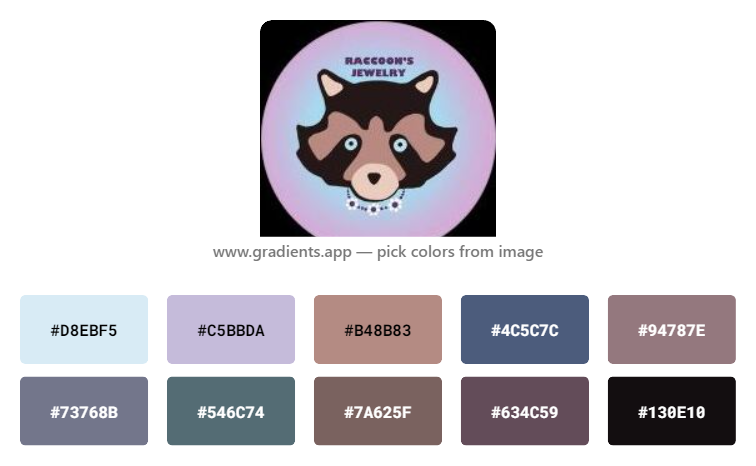 RACCOON'S
JEWELRY
www.gradients.app — pick colors from image
#D8EBF5 #C5BBDA #B48B83 #4C5C7C #94787E
#73768B #546C74 #7A625F #634C59 #130E10